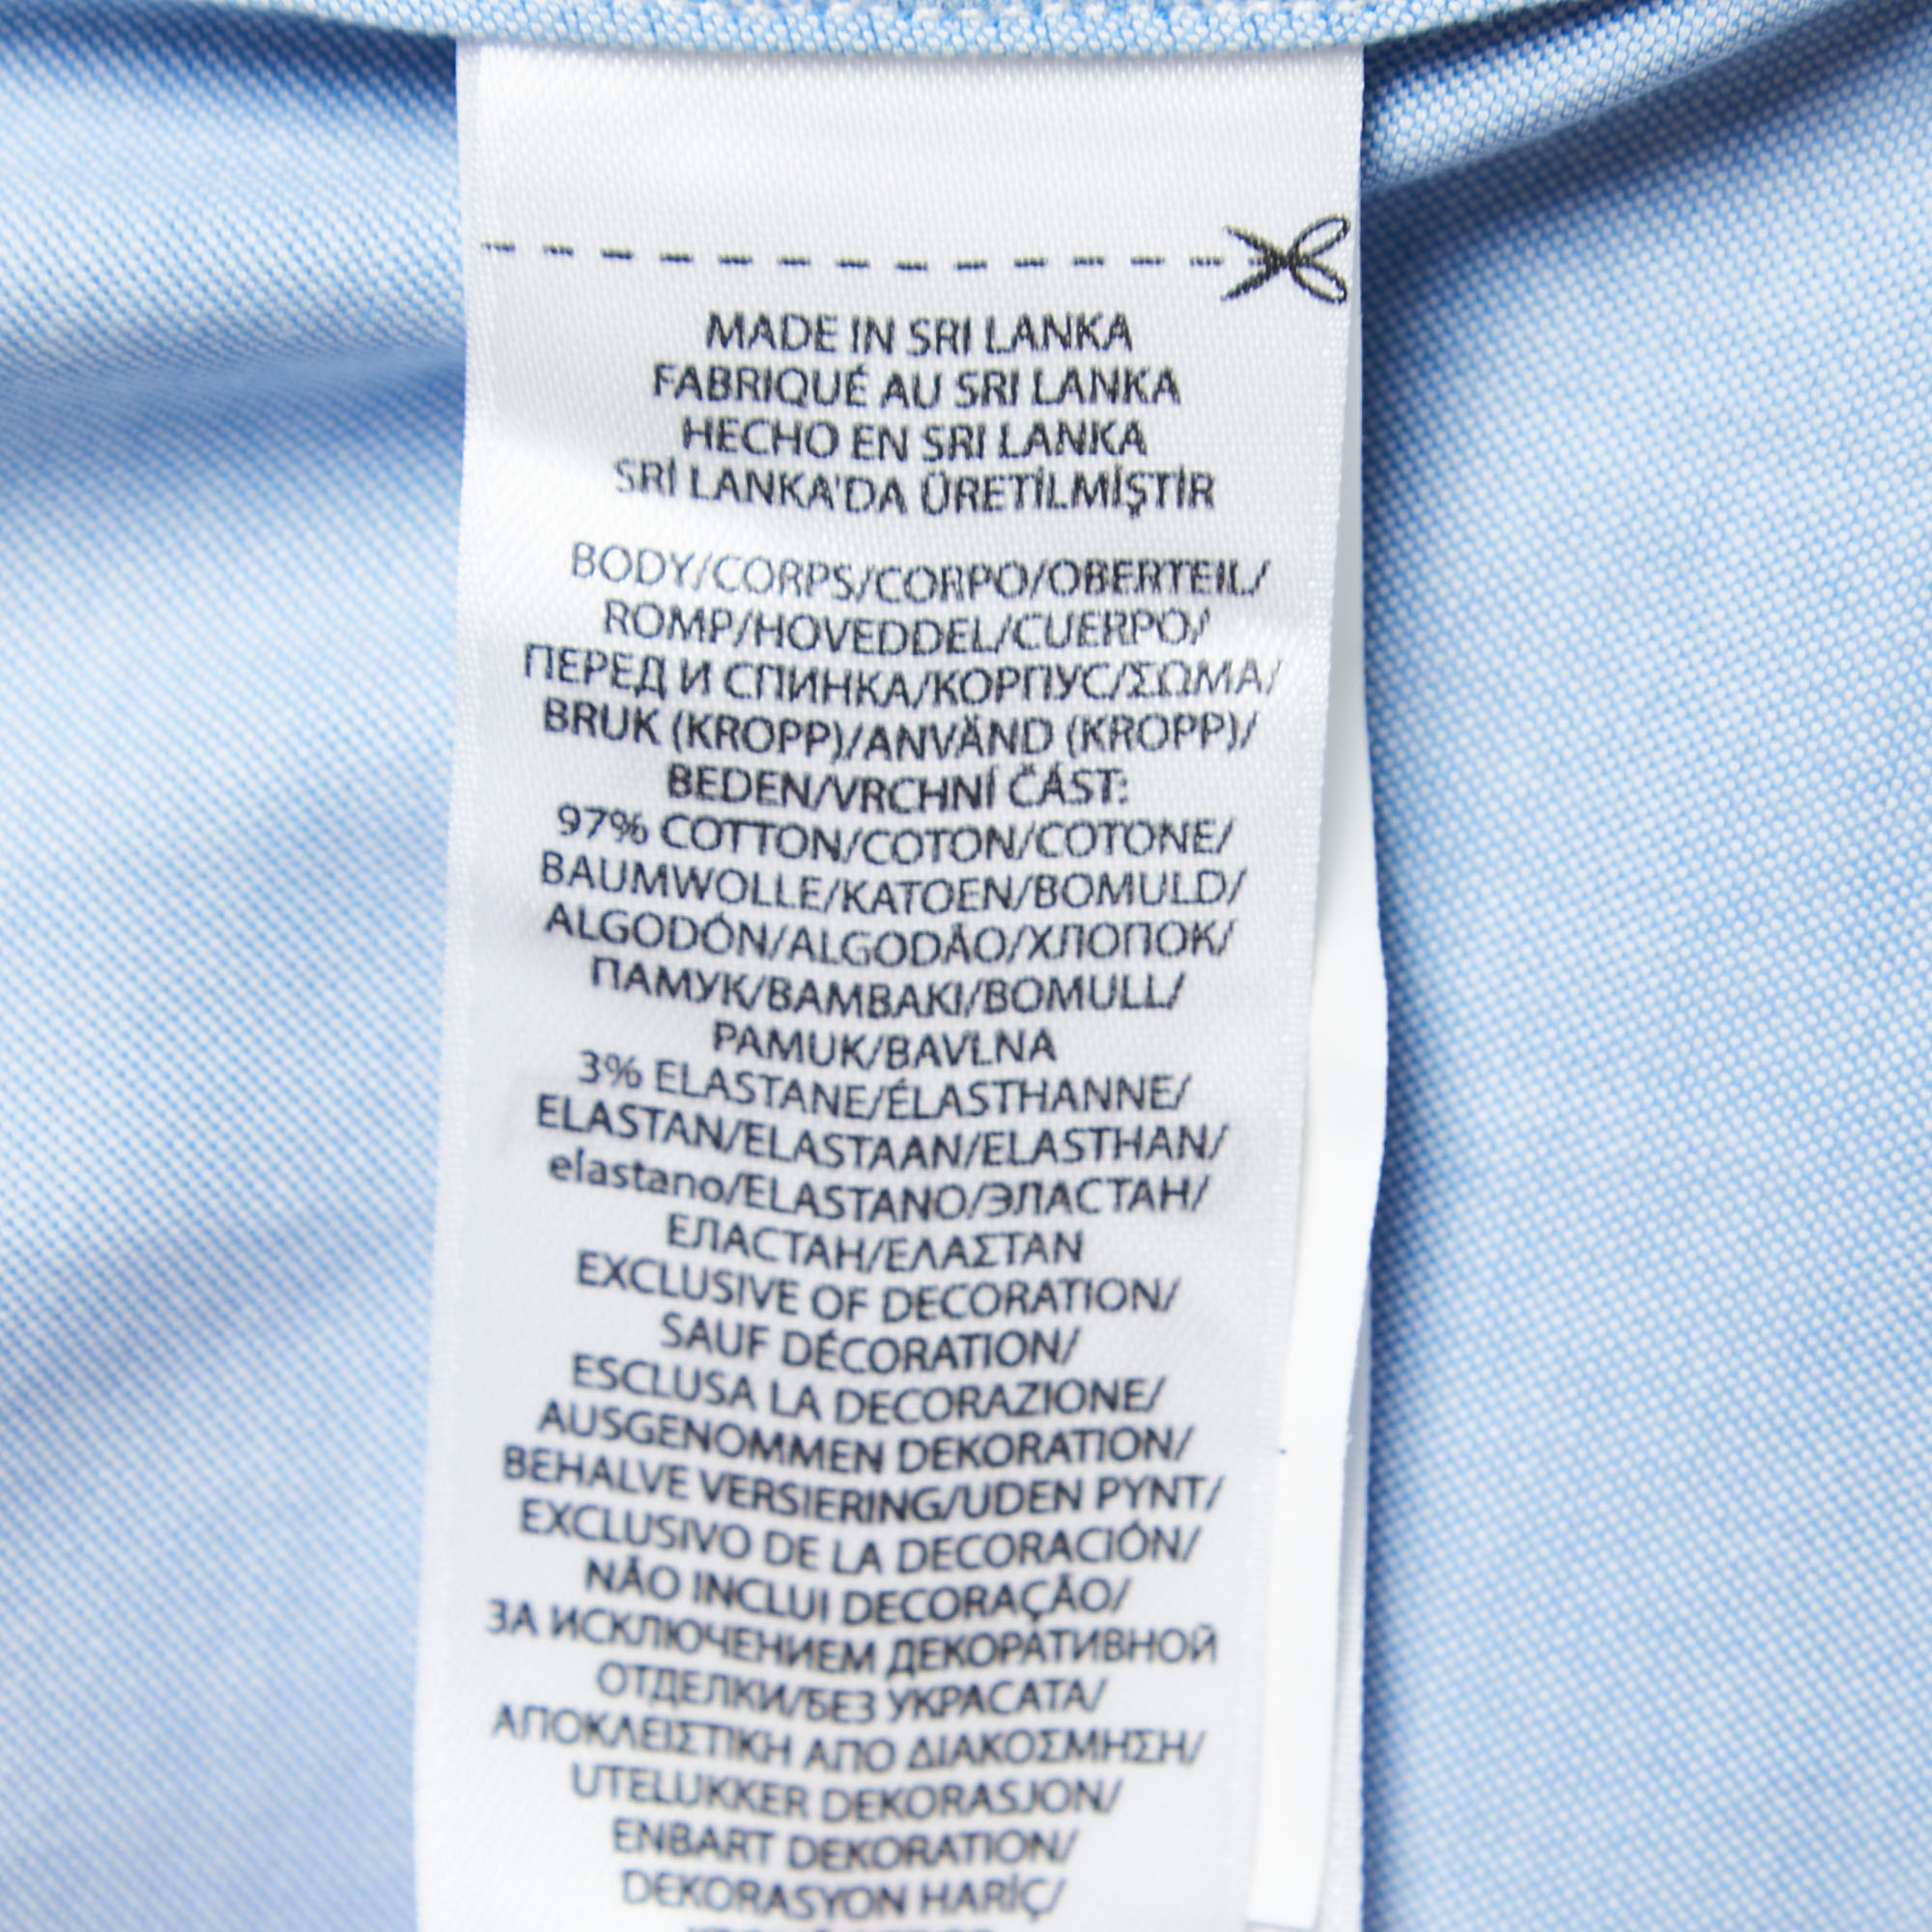 MADE IN SRI LANKA
FABRIQUÉ AU SRI LANKA
HECHO EN SRI LANKA
SRİ LANKA'DA ÜRETİLMİŞTİR
BODY/CORPS/CORPO/OBERTEIL/
ROMP/HOVEDDEL/CUERPO/
ПЕРЕД И СПИНКА/КОРПУС/ΣΩΜΑ/
BRUK (KROPP)/ANVÄND (KROPP)/
BEDEN/VRCHNÍ ČÁST:
97% COTTON/COTON/COTONE/
BAUMWOLLE/KATOEN/BOMULD/
ALGODÓN/ALGODÃO/ХЛОПОК/
ПАМУК/ΒΑΜΒΑΚΙ/BOMULL/
PAMUK/BAVLNA
3% ELASTANE/ÉLASTHANNE/
ELASTAN/ELASTAAN/ELASTHAN/
elastano/ELASTANO/ЭЛАСТАН/
ЕЛАСТАН/ΕΛΑΣΤΑΝ
EXCLUSIVE OF DECORATION/
SAUF DÉCORATION/
ESCLUSA LA DECORAZIONE/
AUSGENOMMEN DEKORATION/
BEHALVE VERSIERING/UDEN PYNT/
EXCLUSIVO DE LA DECORACIÓN/
NÃO INCLUI DECORAÇÃO/
ЗА ИСКЛЮЧЕНИЕМ ДЕКОРАТИВНОЙ
ОТДЕЛКИ/БЕЗ УКРАСАТА/
ΑΠΟΚΛΕΙΣΤΙΚΗ ΑΠΟ ΔΙΑΚΟΣΜΗΣΗ/
UTELUKKER DEKORASJON/
ENBART DEKORATION/
DEKORASYON HARİÇ/